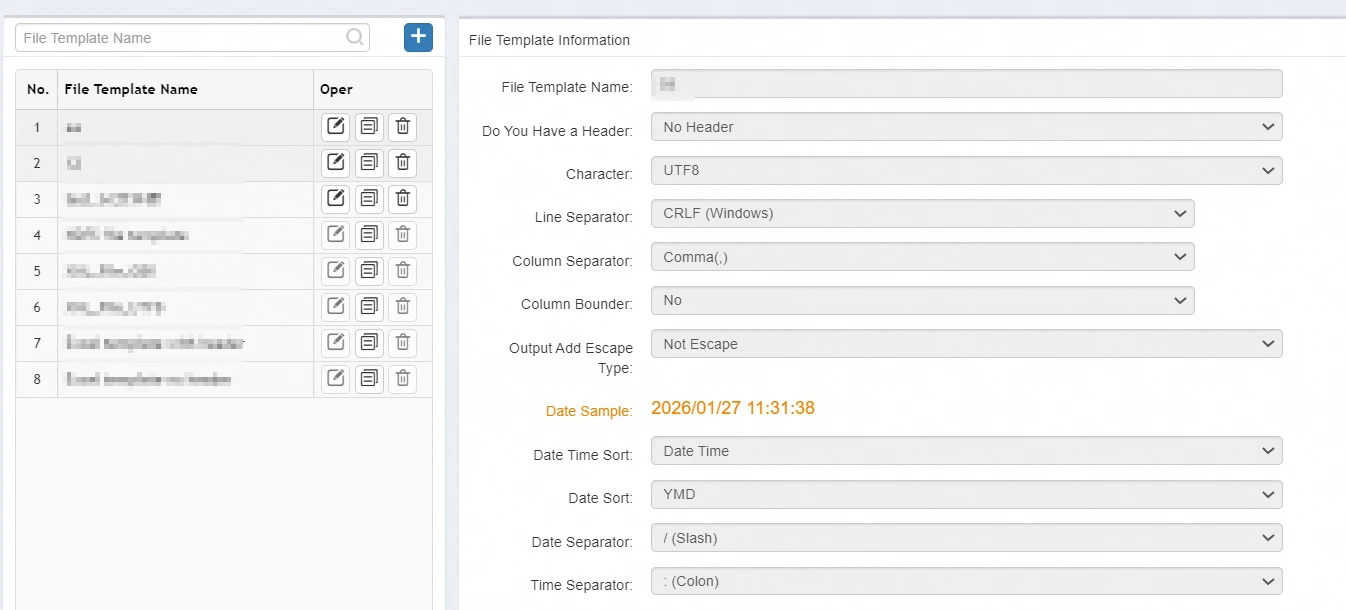 File Template Name
No. File Template Name Oper
1
2
3
4
5
6
7
8
File Template Information
File Template Name:
Do You Have a Header: No Header
Character: UTF8
Line Separator: CRLF (Windows)
Column Separator: Comma(,)
Column Bounder: No
Output Add Escape
Type: Not Escape
Date Sample: 2026/01/27 11:31:38
Date Time Sort: Date Time
Date Sort: YMD
Date Separator: / (Slash)
Time Separator: : (Colon)